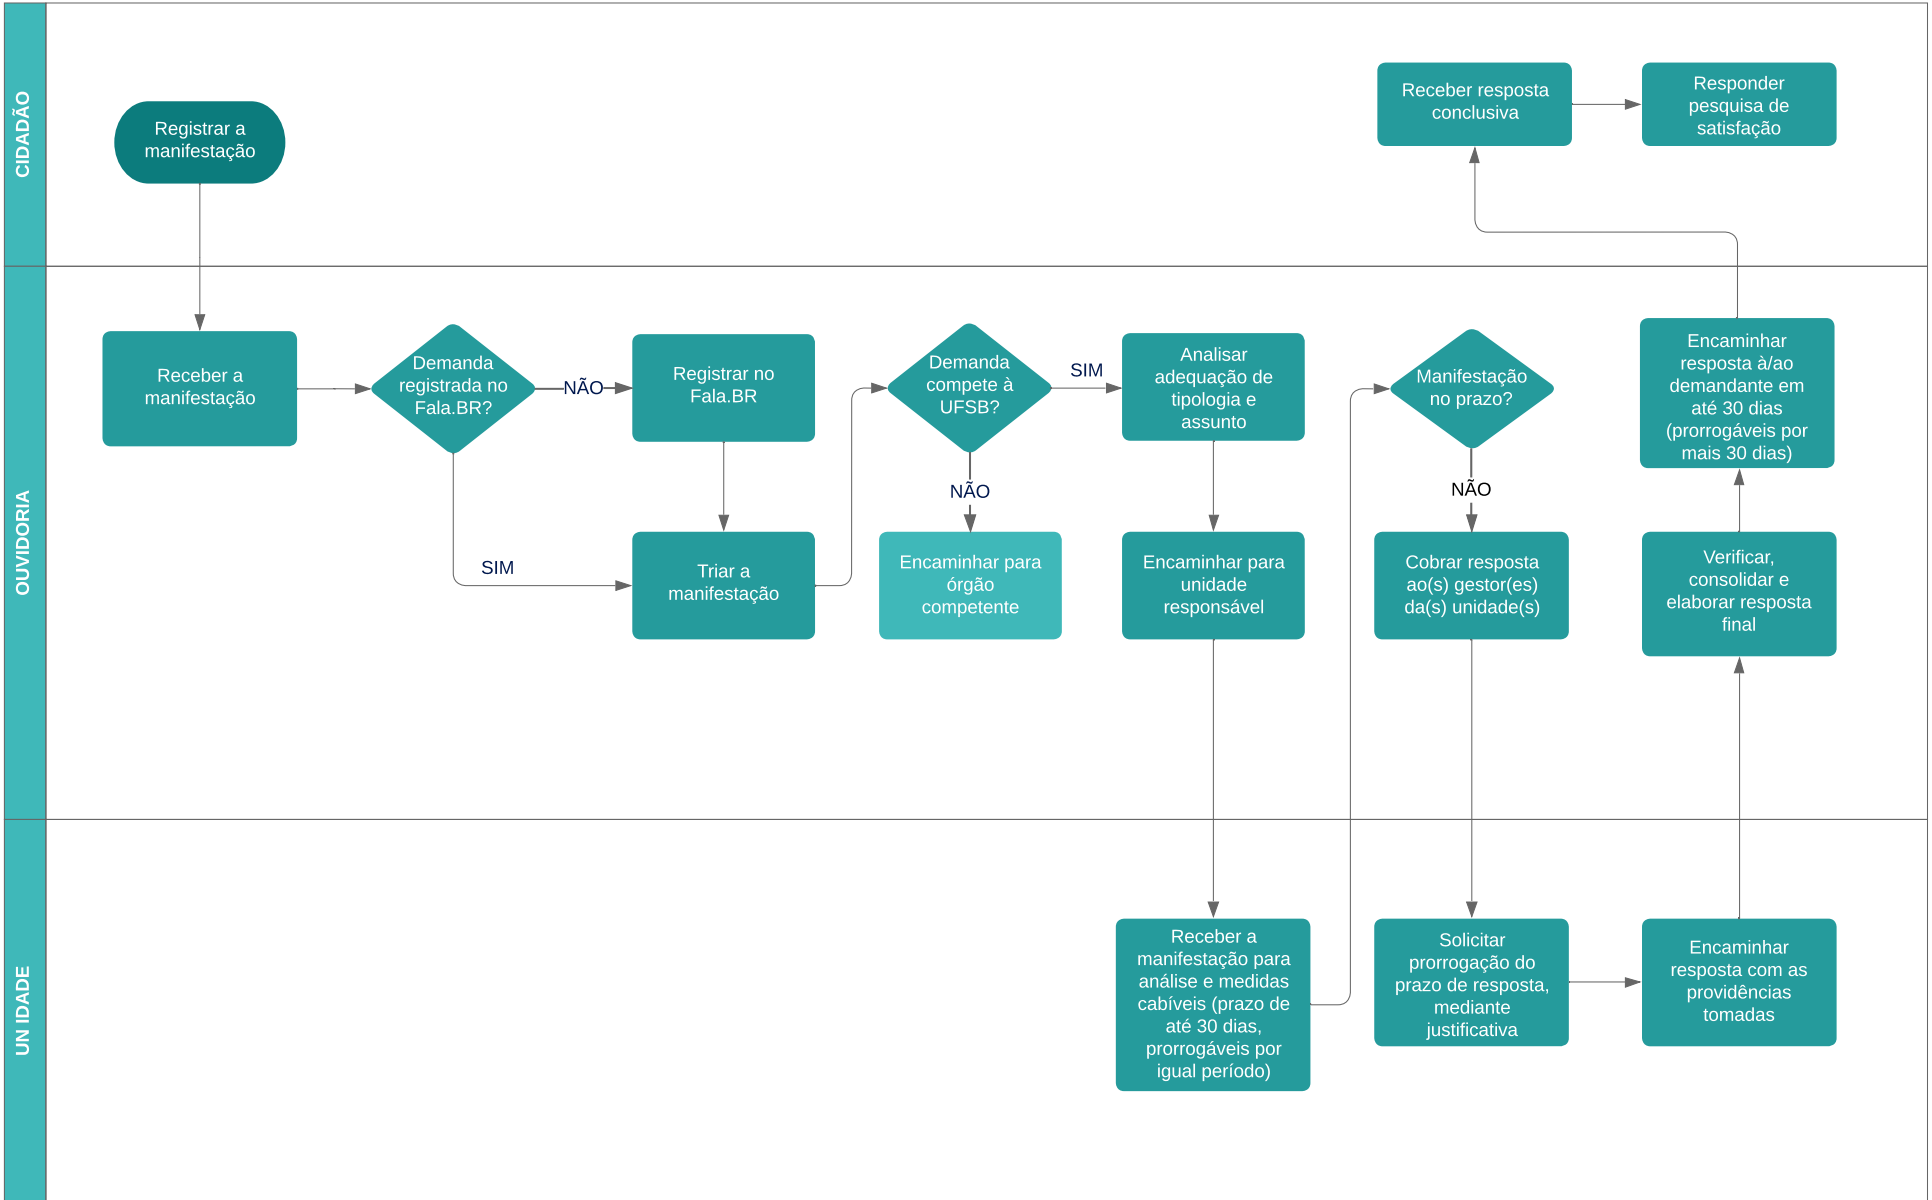 CIDADÃO
Registrar a
manifestação
Receber resposta
conclusiva
Responder
pesquisa de
satisfação
OUVIDORIA
Receber a
manifestação
Demanda
registrada no
Fala.BR?
NÃO
SIM
Registrar no
Fala.BR
Triar a
manifestação
Demanda
compete à
UFSB?
SIM
NÃO
Encaminhar para
órgão
competente
Analisar
adequação de
tipologia e
assunto
Encaminhar para
unidade
responsável
Manifestação
no prazo?
NÃO
Cobrar resposta
ao(s) gestor(es)
da(s) unidade(s)
Encaminhar
resposta à/ao
demandante em
até 30 dias
(prorrogáveis por
mais 30 dias)
Verificar,
consolidar e
elaborar resposta
final
UN IDADE
Receber a
manifestação para
análise e medidas
cabíveis (prazo de
até 30 dias,
prorrogáveis por
igual período)
Solicitar
prorrogação do
prazo de resposta,
mediante
justificativa
Encaminhar
resposta com as
providências
tomadas